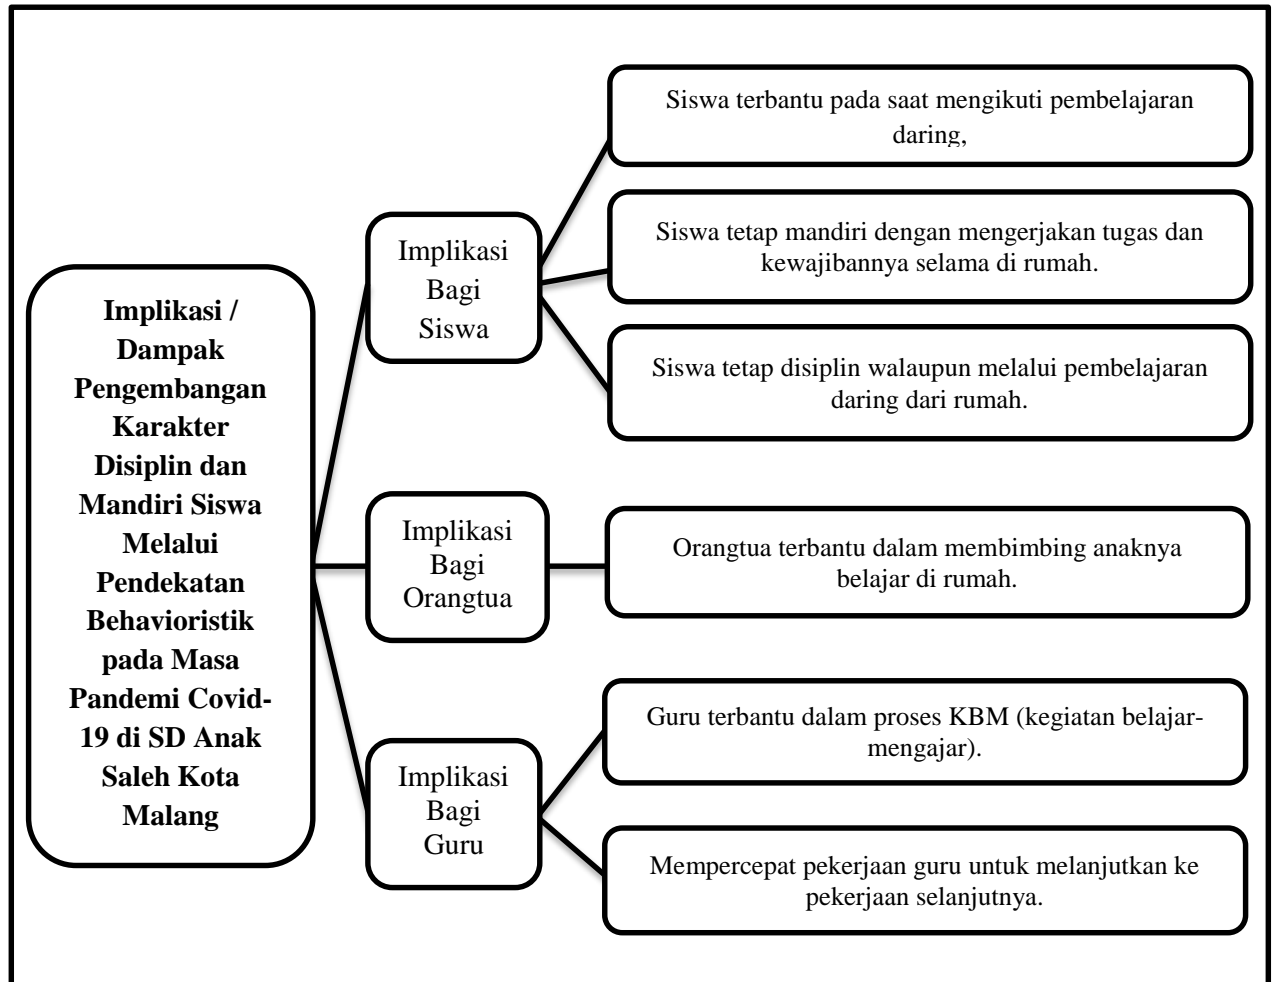 Implikasi /
Dampak
Pengembangan
Karakter
Disiplin dan
Mandiri Siswa
Melalui
Pendekatan
Behavioristik
pada Masa
Pandemi Covid-
19 di SD Anak
Saleh Kota
Malang
Implikasi
Bagi
Siswa
Siswa terbantu pada saat mengikuti pembelajaran
daring,
Siswa tetap mandiri dengan mengerjakan tugas dan
kewajibannya selama di rumah.
Siswa tetap disiplin walaupun melalui pembelajaran
daring dari rumah.
Implikasi
Bagi
Orangtua
Orangtua terbantu dalam membimbing anaknya
belajar di rumah.
Implikasi
Bagi
Guru
Guru terbantu dalam proses KBM (kegiatan belajar-
mengajar).
Mempercepat pekerjaan guru untuk melanjutkan ke
pekerjaan selanjutnya.